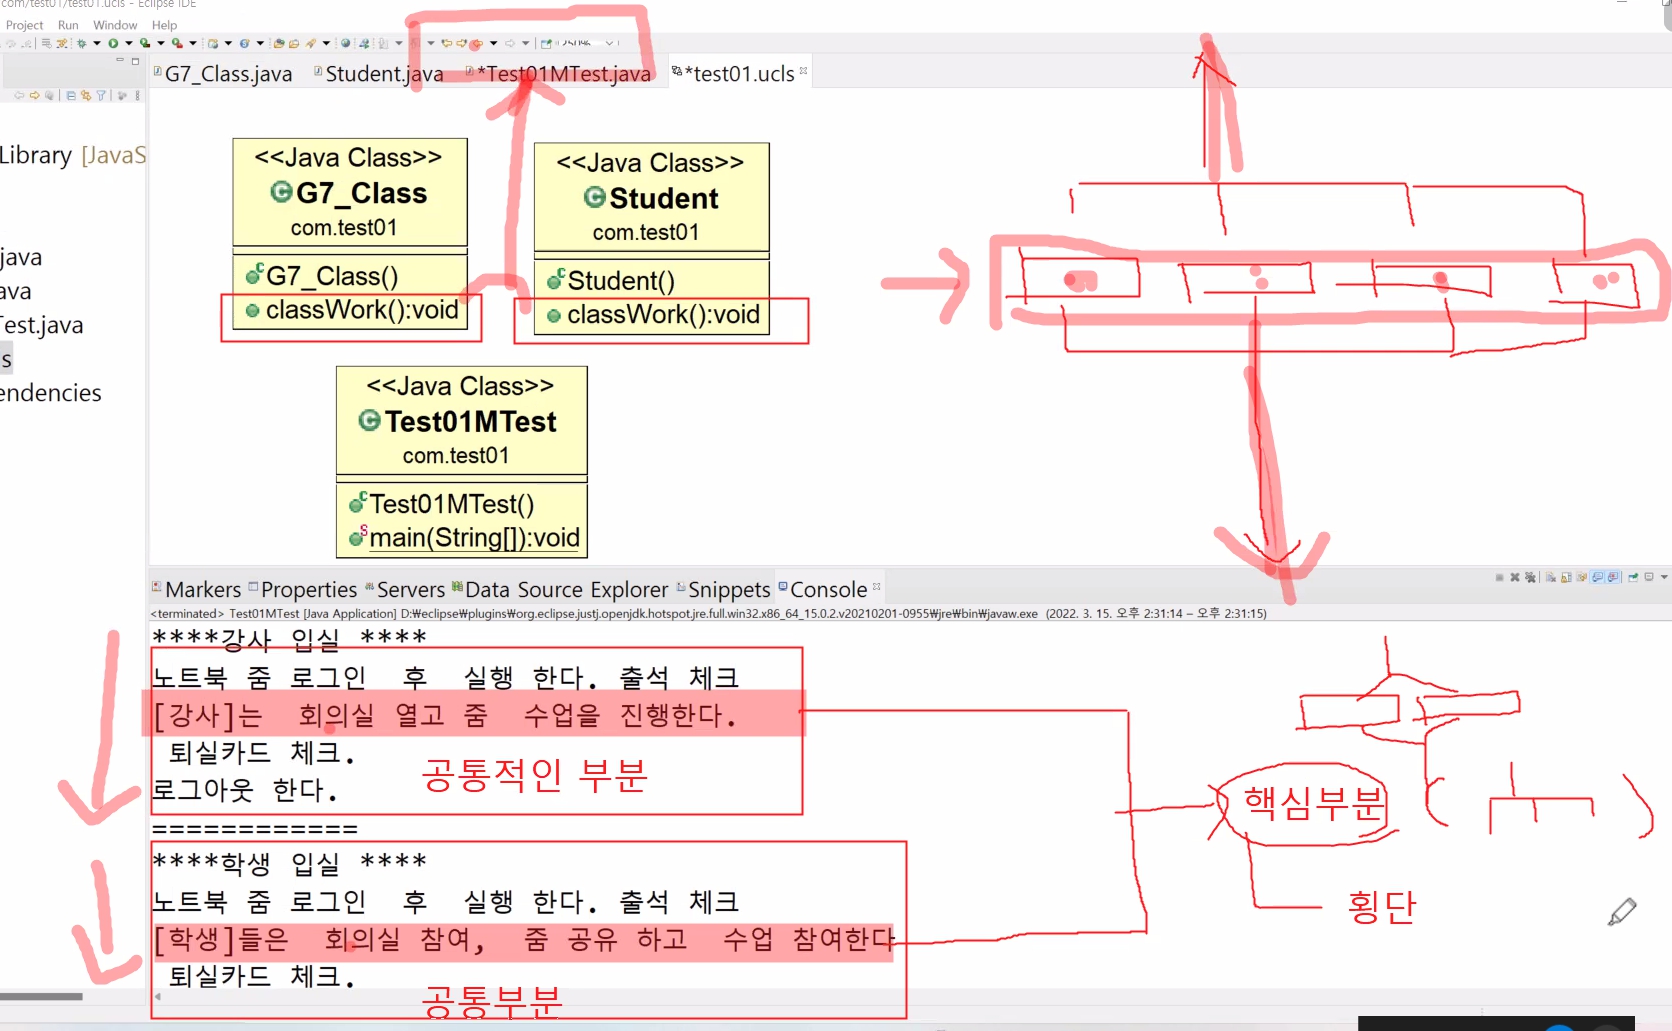 com/test01/test01.ucls - Eclipse IDE
Project Run Window Help
G7_Class.java Student.java *Test01MTest.java *test01.ucls
Library [JavaS
java
ava
Test.java
s
endencies
<<Java Class>>
G7_Class
com.test01
G7_Class()
classWork():void
<<Java Class>>
Student
com.test01
Student()
classWork():void
<<Java Class>>
Test01MTest
com.test01
Test01MTest()
main(String[]):void
Markers Properties Servers Data Source Explorer Snippets Console
<terminated> Test01MTest [Java Application] D:₩eclipse₩plugins₩org.eclipse.justj.openjdk.hotspot.jre.full.win32.x86_64_15.0.2.v20210201-0955₩jre₩bin₩javaw.exe (2022. 3. 15. 오후 2:31:14 – 오후 2:31:15)
****강사 입실 ****
노트북 줌 로그인 후 실행 한다. 출석 체크
[강사]는 회의실 열고 줌 수업을 진행한다.
퇴실카드 체크.
로그아웃 한다.
공통적인 부분
============
****학생 입실 ****
노트북 줌 로그인 후 실행 한다. 출석 체크
[학생]들은 회의실 참여, 줌 공유 하고 수업 참여한다
퇴실카드 체크.
공통부분
핵심부분
횡단